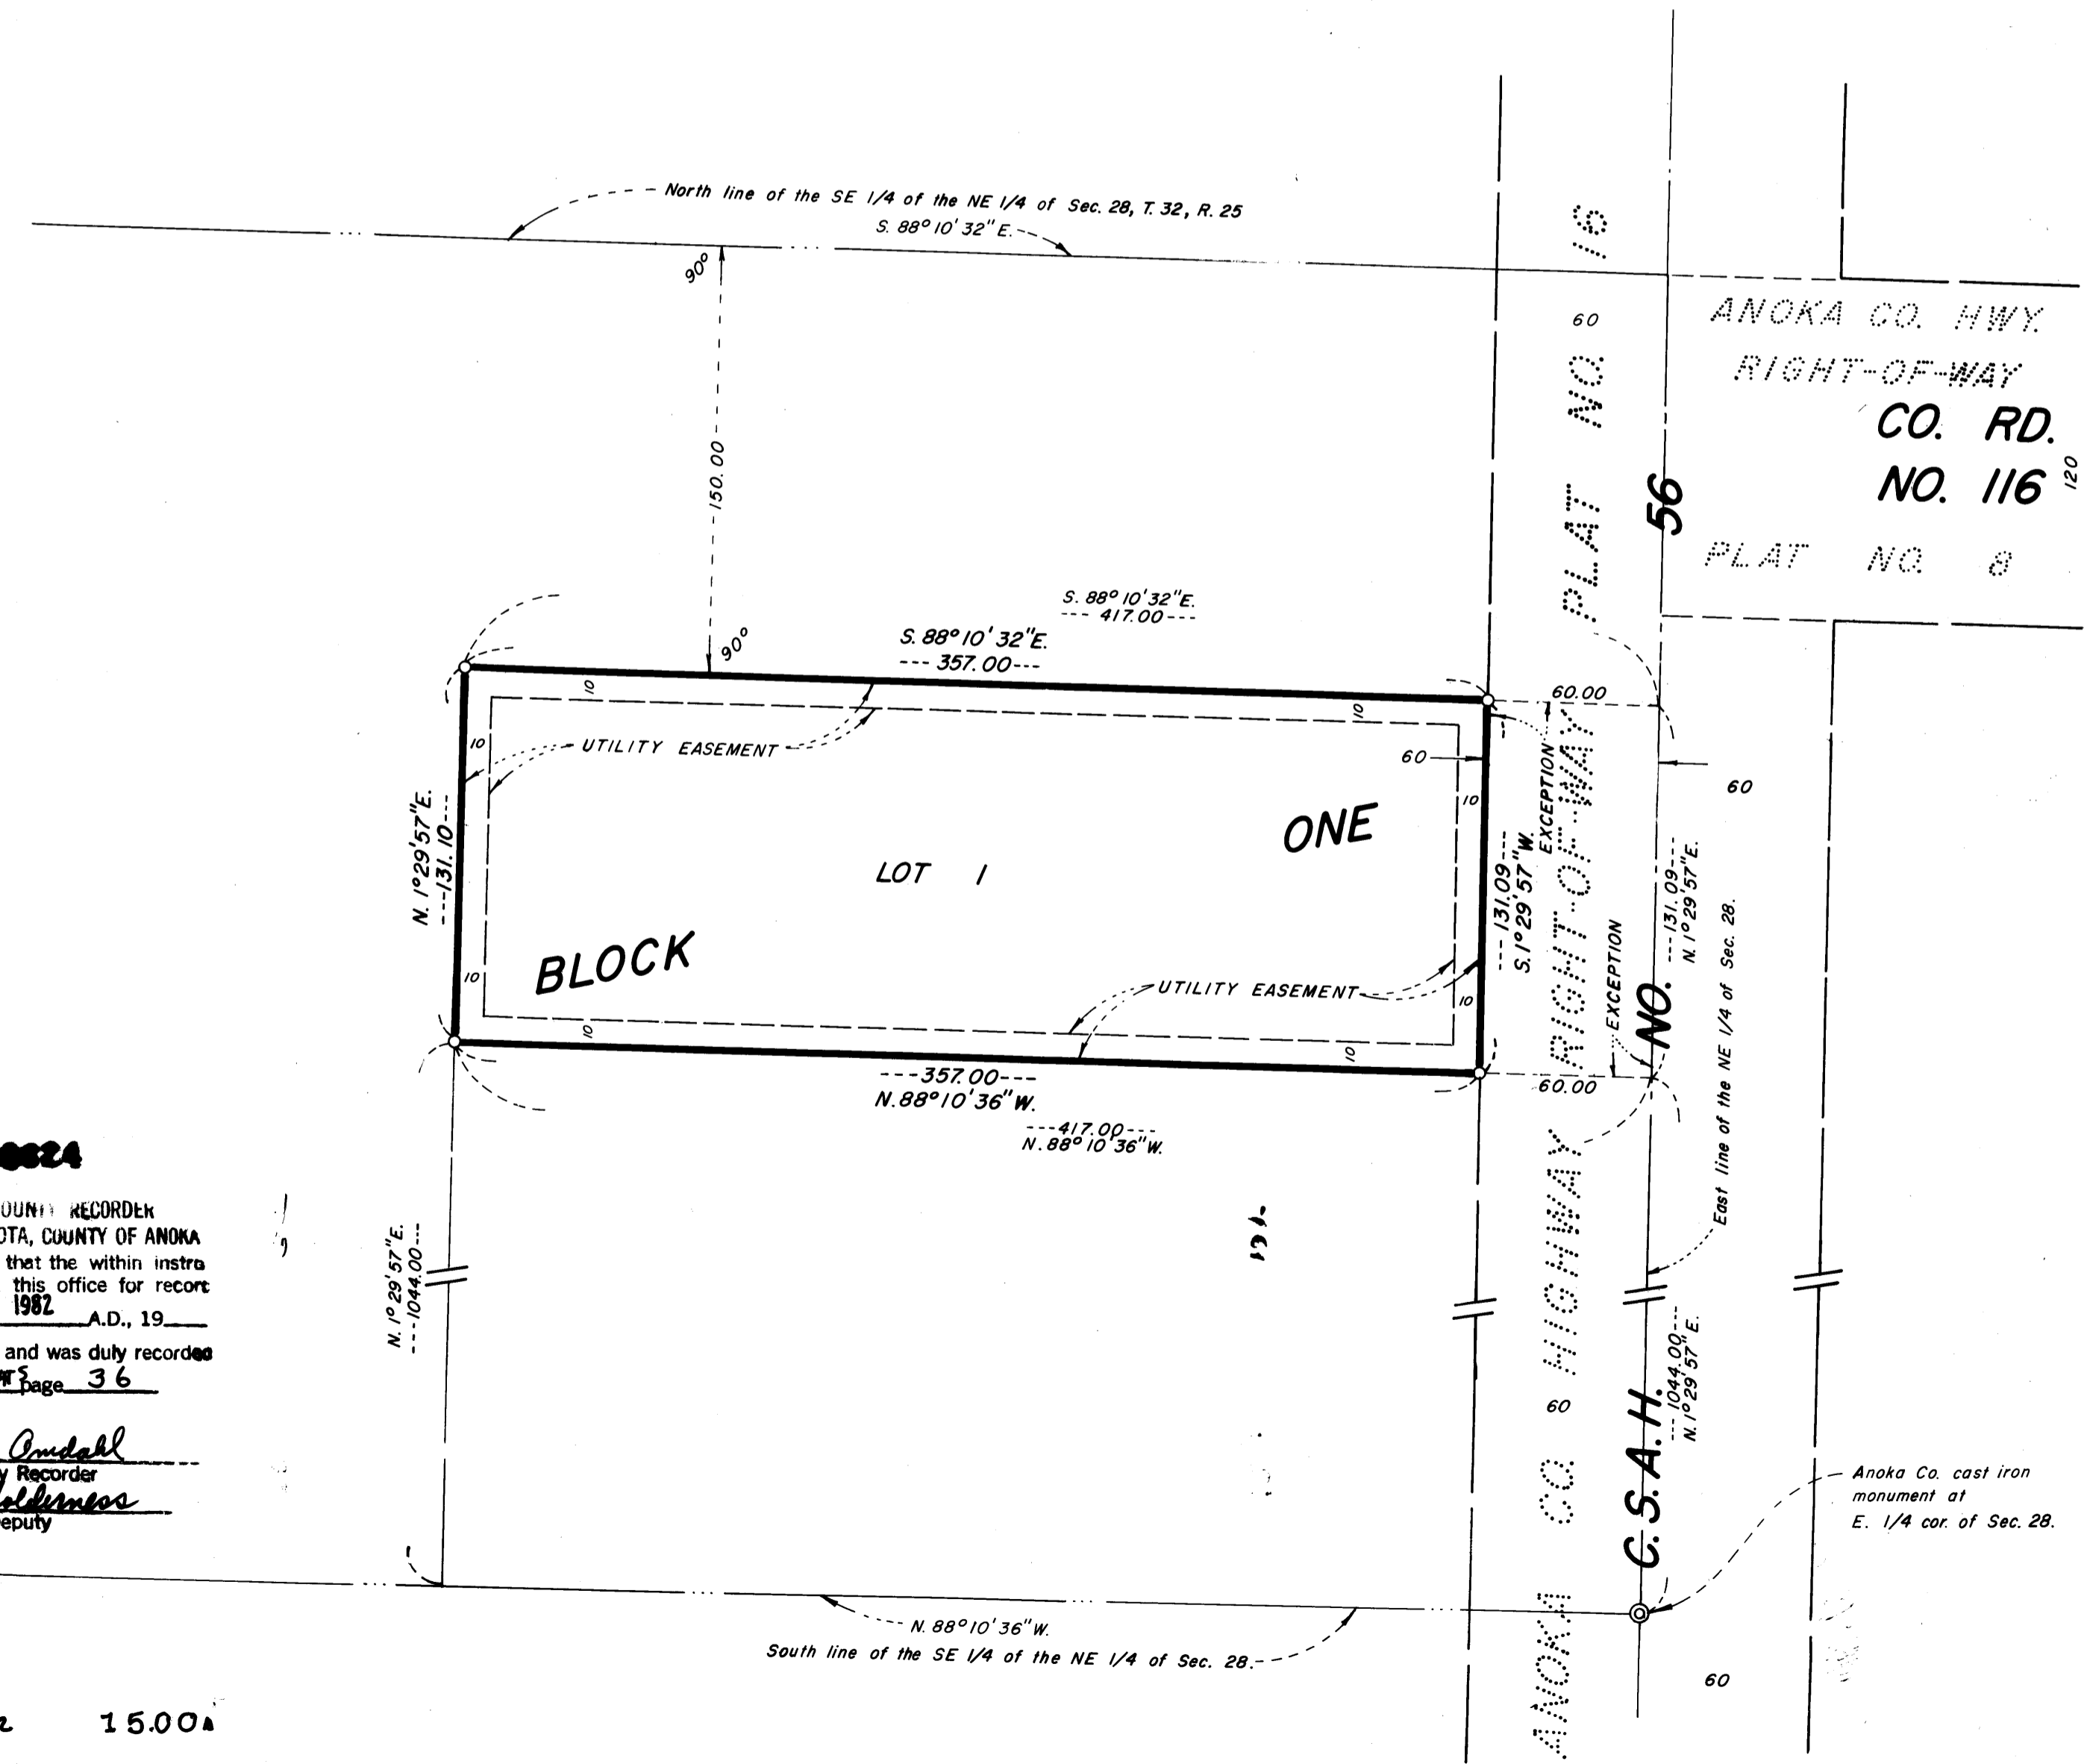 North line of the SE 1/4 of the NE 1/4 of Sec. 28, T. 32, R. 25
S. 88° 10' 32" E.
90°
150.00
90°
ANOKA CO. HIGHWAY RIGHT-OF-WAY PLAT NO. 16
60
ANOKA CO. HWY.
RIGHT-OF-WAY
CO. RD.
NO. 116
120
PLAT NO. 8
C.S.A.H. NO. 56
S. 88° 10' 32" E.
--- 417.00---
S. 88° 10' 32" E.
--- 357.00---
60.00
10
10
10
UTILITY EASEMENT
60
60
10
EXCEPTION
N. 1° 29' 57" E.
---131.10---
ONE
LOT 1
BLOCK
---131.09---
S. 1° 29' 57" W.
---131.09---
N. 1° 29' 57" E.
East line of the NE 1/4 of Sec. 28.
EXCEPTION
10
UTILITY EASEMENT
10
10
10
---357.00---
N. 88° 10' 36" W.
60.00
---417.00---
N. 88° 10' 36" W.
24
RECORDER
OTA, COUNTY OF ANOKA
that the within instru
this office for record
1982
A.D., 19
and was duly recorded
page 36
Omdahl
y Recorder
olderness
eputy
N. 1° 29' 57" E.
---1044.00---
131.
60
---1044.00---
N. 1° 29' 57" E.
Anoka Co. cast iron
monument at
E. 1/4 cor. of Sec. 28.
N. 88° 10' 36" W.
South line of the SE 1/4 of the NE 1/4 of Sec. 28.
60
15.00